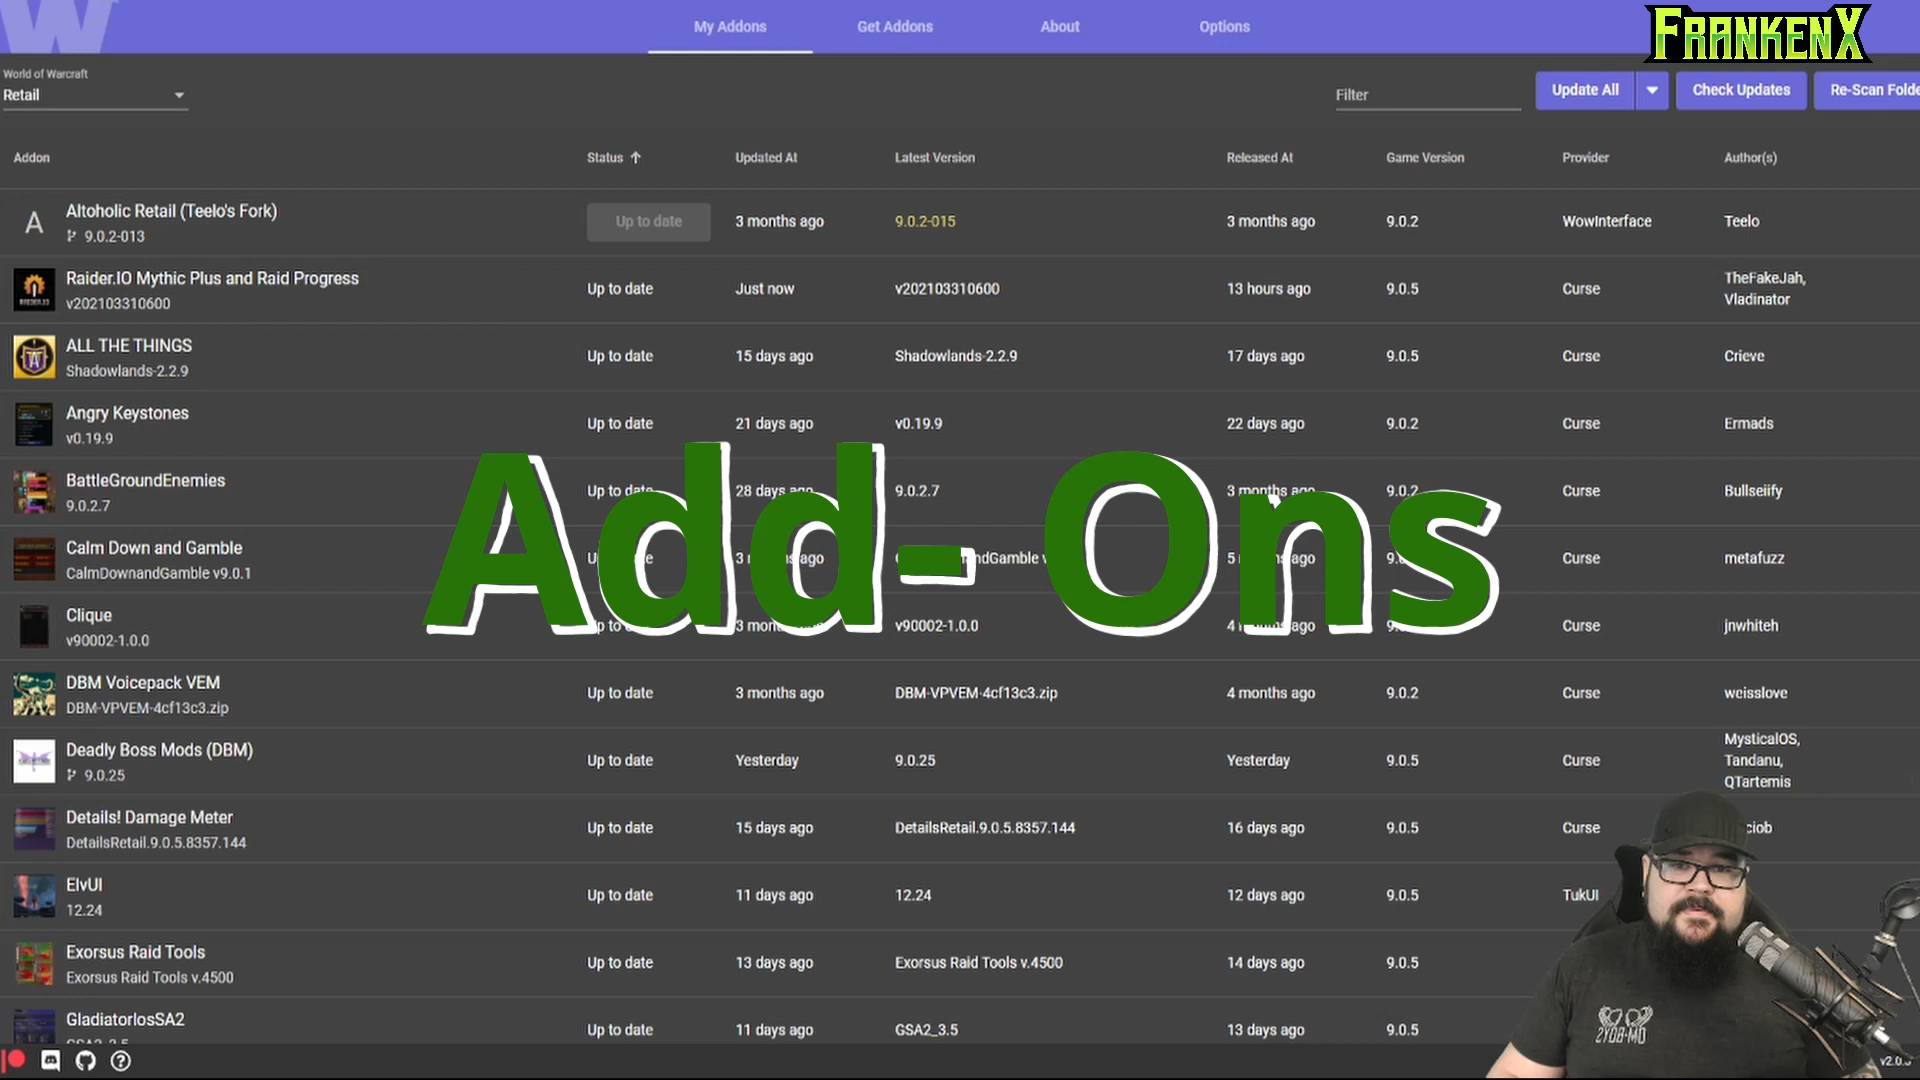 My Addons
Get Addons
About
Options
FRANKENX
World of Warcraft
Retail
Filter
Update All
Check Updates
Re-Scan Folde
Addon
Status
Updated At
Latest Version
Released At
Game Version
Provider
Author(s)
A
Altoholic Retail (Teelo's Fork)
9.0.2-013
Up to date
3 months ago
9.0.2-015
3 months ago
9.0.2
WowInterface
Teelo
Raider.IO Mythic Plus and Raid Progress
v202103310600
Up to date
Just now
v202103310600
13 hours ago
9.0.5
Curse
TheFakeJah,
Vladinator
ALL THE THINGS
Shadowlands-2.2.9
Up to date
15 days ago
Shadowlands-2.2.9
17 days ago
9.0.5
Curse
Crieve
Angry Keystones
v0.19.9
Up to date
21 days ago
v0.19.9
22 days ago
9.0.2
Curse
Ermads
BattleGroundEnemies
9.0.2.7
Up to date
28 days ago
9.0.2.7
3 months ago
9.0.2
Curse
Bullseiify
Add-Ons
Calm Down and Gamble
CalmDownandGamble v9.0.1
Curse
metafuzz
Clique
v90002-1.0.0
v90002-1.0.0
Curse
jnwhiteh
DBM Voicepack VEM
DBM-VPVEM-4cf13c3.zip
Up to date
3 months ago
DBM-VPVEM-4cf13c3.zip
4 months ago
9.0.2
Curse
weisslove
Deadly Boss Mods (DBM)
9.0.25
Up to date
Yesterday
9.0.25
Yesterday
9.0.5
Curse
MysticalOS,
Tandanu,
QTartemis
Details! Damage Meter
DetailsRetail.9.0.5.8357.144
Up to date
15 days ago
DetailsRetail.9.0.5.8357.144
16 days ago
9.0.5
Curse
ciob
ElvUI
12.24
Up to date
11 days ago
12.24
12 days ago
9.0.5
TukUI
Exorsus Raid Tools
Exorsus Raid Tools v.4500
Up to date
13 days ago
Exorsus Raid Tools v.4500
14 days ago
9.0.5
GladiatorlosSA2
Up to date
11 days ago
GSA2_3.5
13 days ago
9.0.5